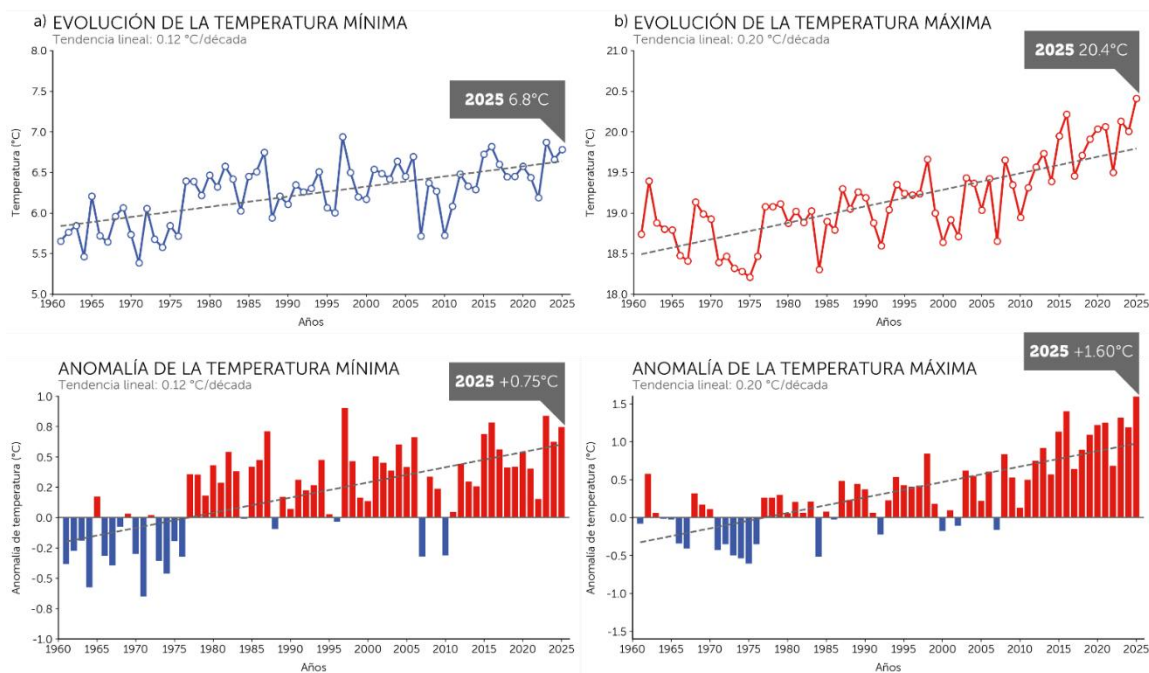 a) EVOLUCIÓN DE LA TEMPERATURA MÍNIMA
Tendencia lineal: 0.12 °C/década
2025 6.8°C
8.0
7.5
7.0
6.5
6.0
5.5
5.0
Temperatura (°C)
1960 1965 1970 1975 1980 1985 1990 1995 2000 2005 2010 2015 2020 2025
Años
b) EVOLUCIÓN DE LA TEMPERATURA MÁXIMA
Tendencia lineal: 0.20 °C/década
2025 20.4°C
21.0
20.5
20.0
19.5
19.0
18.5
18.0
Temperatura (°C)
1960 1965 1970 1975 1980 1985 1990 1995 2000 2005 2010 2015 2020 2025
Años
ANOMALÍA DE LA TEMPERATURA MÍNIMA
Tendencia lineal: 0.12 °C/década
2025 +0.75°C
1.0
0.8
0.5
0.2
0.0
-0.2
-0.5
-0.8
-1.0
Anomalía de temperatura (°C)
1960 1965 1970 1975 1980 1985 1990 1995 2000 2005 2010 2015 2020 2025
Años
ANOMALÍA DE LA TEMPERATURA MÁXIMA
Tendencia lineal: 0.20 °C/década
2025 +1.60°C
1.5
1.0
0.5
0.0
-0.5
-1.0
-1.5
Anomalía de temperatura (°C)
1960 1965 1970 1975 1980 1985 1990 1995 2000 2005 2010 2015 2020 2025
Años